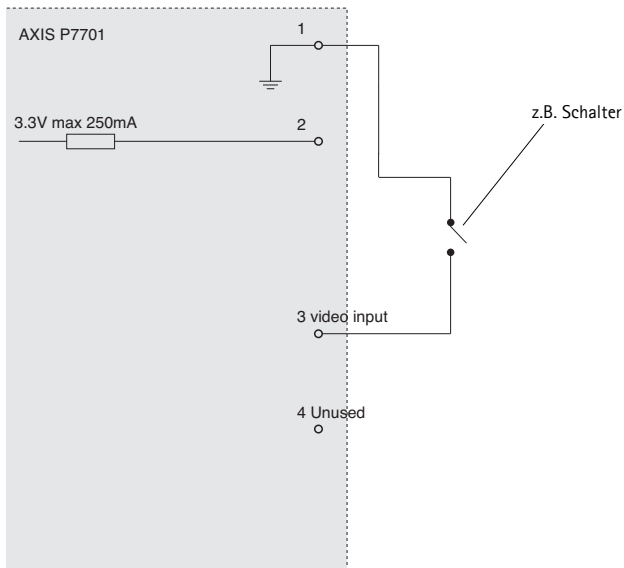 AXIS P7701
1
z.B. Schalter
3.3V max 250mA
2
3 video input
4 Unused